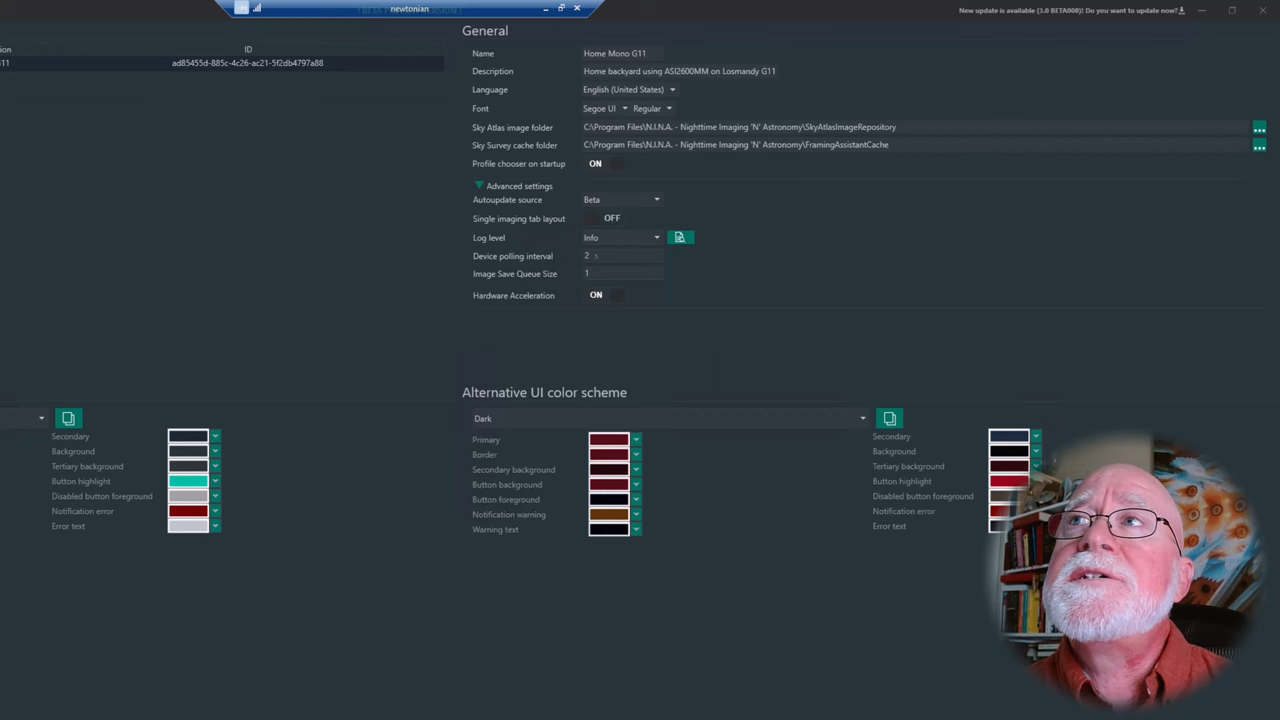 newtonian
New update is available (3.0 BETA008)! Do you want to update now?
General
ID
ad85455d-885c-4c26-ac21-5f2db4797a88
Name Home Mono G11
Description Home backyard using ASI2600MM on Losmandy G11
Language English (United States)
Font Segoe UI Regular
Sky Atlas image folder C:\Program Files\N.I.N.A. - Nighttime Imaging 'N' Astronomy\SkyAtlasImageRepository
...
Sky Survey cache folder C:\Program Files\N.I.N.A. - Nighttime Imaging 'N' Astronomy\FramingAssistantCache
...
Profile chooser on startup ON
Advanced settings
Autoupdate source Beta
Single imaging tab layout OFF
Log level Info
Device polling interval 2 s
Image Save Queue Size 1
Hardware Acceleration ON
Alternative UI color scheme
Dark
Secondary
Background
Tertiary background
Button highlight
Disabled button foreground
Notification error
Error text
Primary
Border
Secondary background
Button background
Button foreground
Notification warning
Warning text
Secondary
Background
Tertiary background
Button highlight
Disabled button foreground
Notification error
Error text